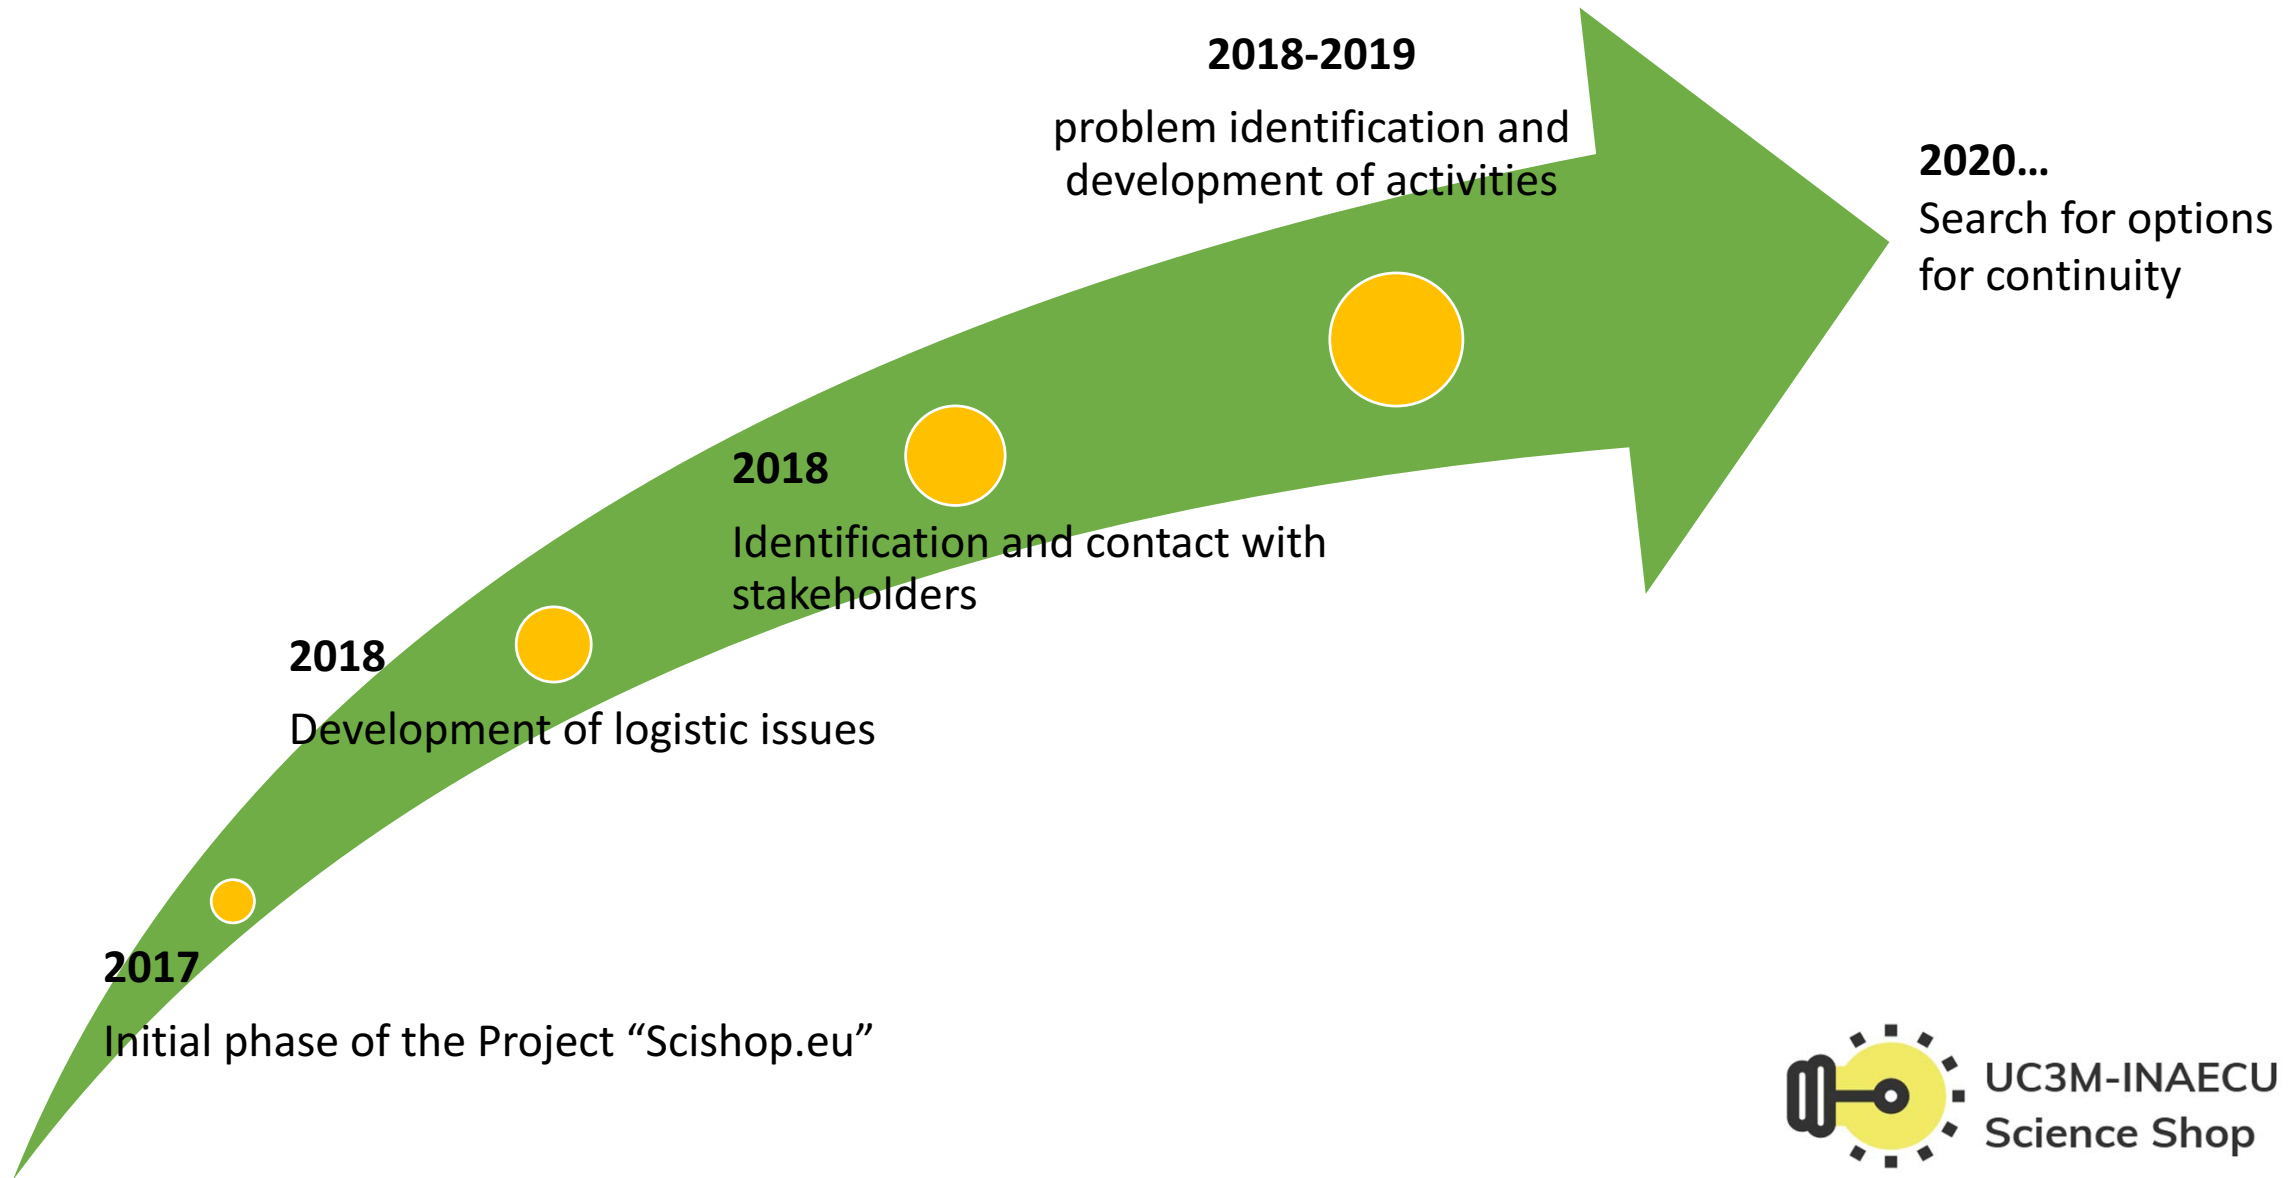 2018-2019
problem identification and
development of activities
2020...
Search for options
for continuity
2018
Identification and contact with
stakeholders
2018
Development of logistic issues
2017
Initial phase of the Project “Scishop.eu”
UC3M-INAECU
Science Shop